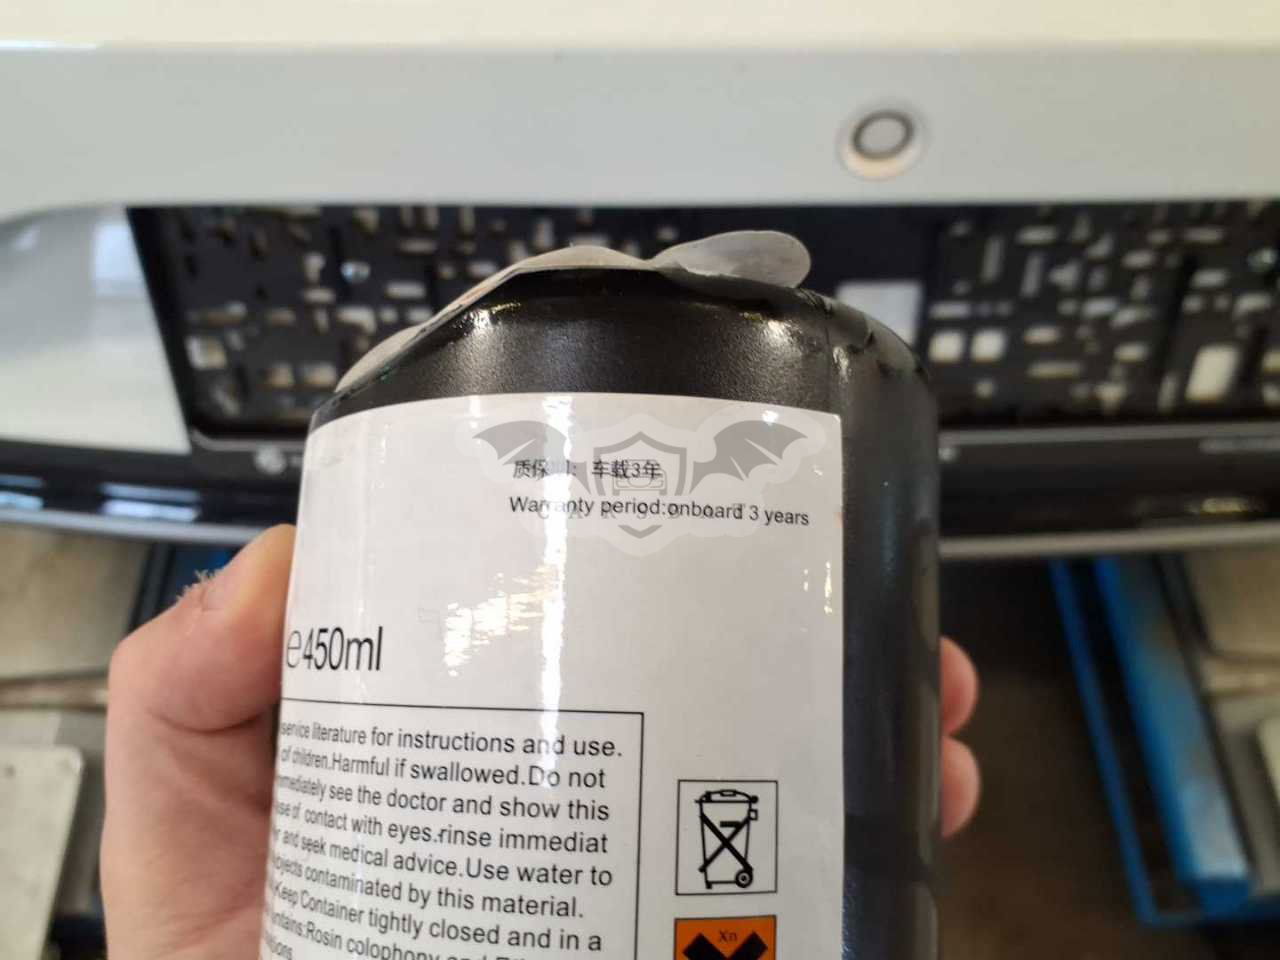 质保期：车载3年
Warranty period:onboard 3 years
e450ml
service literature for instructions and use.
of children.Harmful if swallowed.Do not
immediately see the doctor and show this
case of contact with eyes.rinse immediat
and seek medical advice.Use water to
objects contaminated by this material.
Keep Container tightly closed and in a
Rosin colophony and
Xn